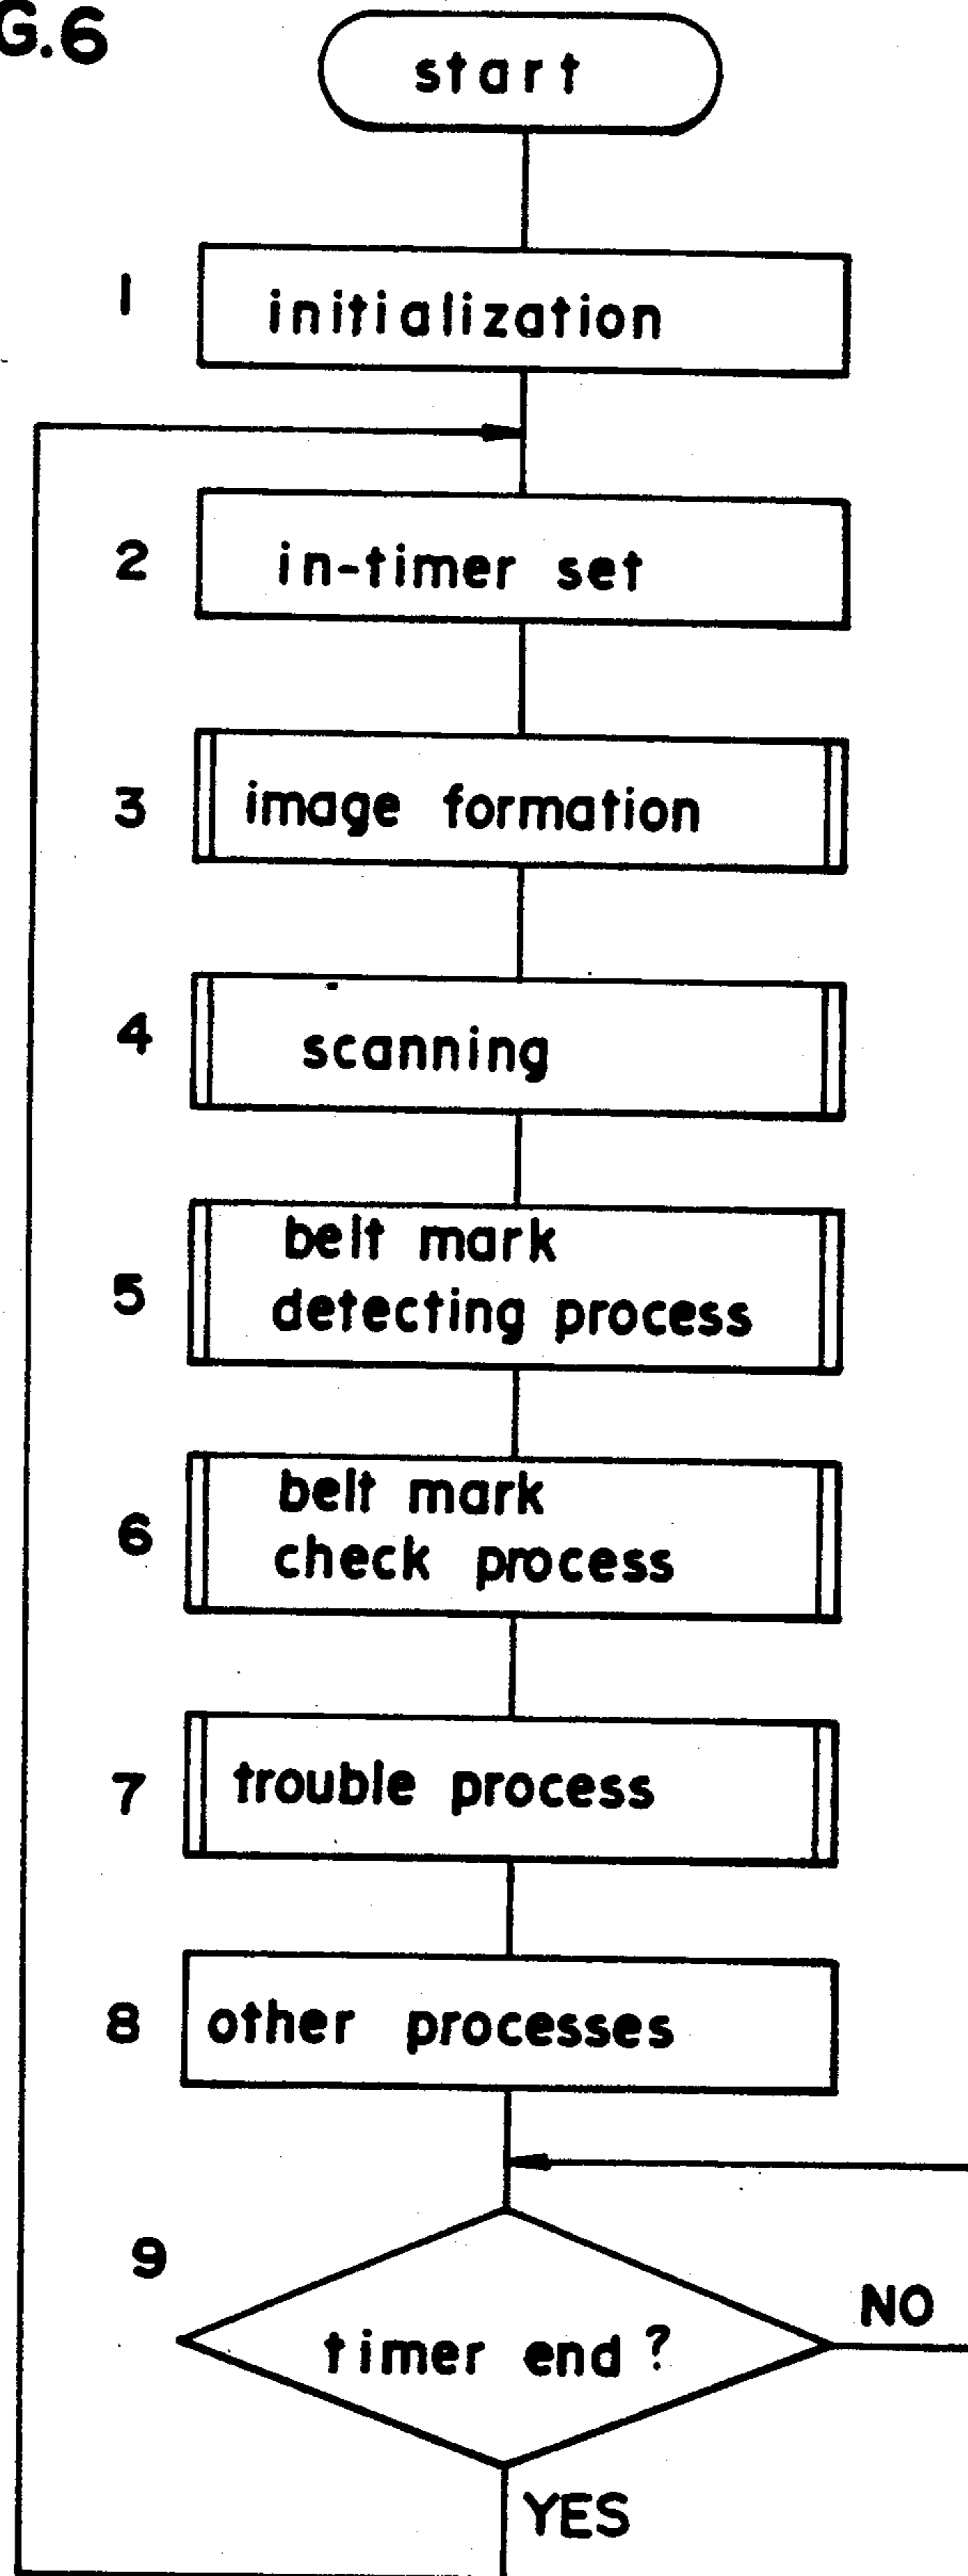 G.6
start
1 initialization
2 in-timer set
3 image formation
4 scanning
5 belt mark
detecting process
6 belt mark
check process
7 trouble process
8 other processes
9
timer end?
NO
YES